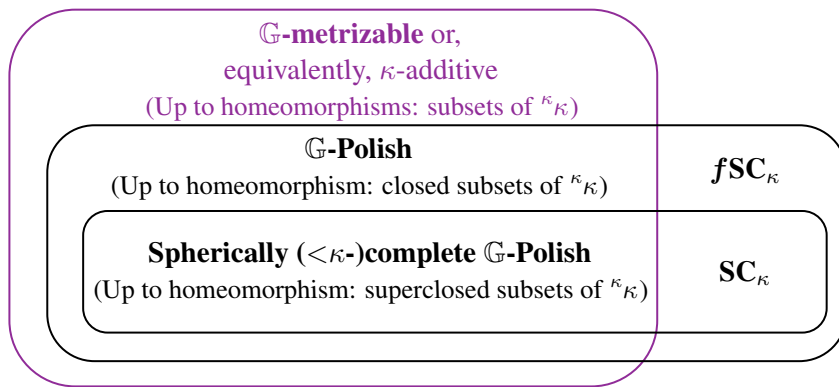 𝔾-metrizable or,
equivalently, κ-additive
(Up to homeomorphisms: subsets of ^κκ)
𝔾-Polish
(Up to homeomorphism: closed subsets of ^κκ)
fSC_κ
Spherically (<κ-)complete 𝔾-Polish
(Up to homeomorphism: superclosed subsets of ^κκ)
SC_κ